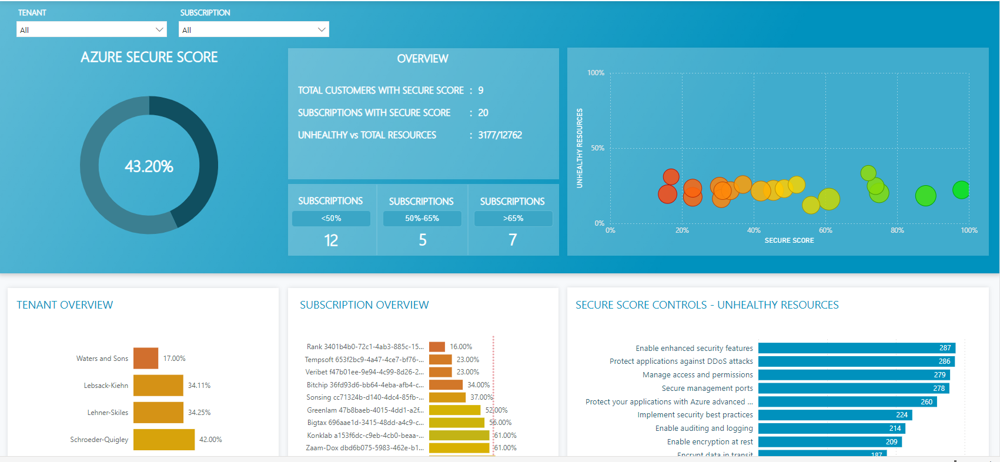 TENANT
SUBSCRIPTION
All
All
AZURE SECURE SCORE
43.20%
OVERVIEW
TOTAL CUSTOMERS WITH SECURE SCORE : 9
SUBSCRIPTIONS WITH SECURE SCORE : 20
UNHEALTHY vs TOTAL RESOURCES : 3177/12762
SUBSCRIPTIONS
<50%
12
SUBSCRIPTIONS
50%-65%
5
SUBSCRIPTIONS
>65%
7
UNHEALTHY RESOURCES
100%
50%
0%
0% 20% 40% 60% 80% 100%
SECURE SCORE
TENANT OVERVIEW
Waters and Sons 17.00%
Lebsack-Kiehn 34.11%
Lehner-Skiles 34.25%
Schroeder-Quigley 42.00%
SUBSCRIPTION OVERVIEW
Rank 3401b4b0-72c1-4ab3-885c-15... 16.00%
Tempsoft 653f2bc9-4a47-4ce7-bf76-... 23.00%
Veribet f47b01ee-9e94-4c99-8d26-2... 23.00%
Bitchip 36fd93d6-bb64-4eba-afb4-c... 34.00%
Sonsing cc71324b-d140-4dc4-85fb-... 37.00%
Greenlam 47b8baeb-4015-4dd1-a2f... 52.00%
Bigtax 696aae1d-3415-48dd-a4c9-c... 56.00%
Konklab a153f6dc-c9eb-4cb0-beaa-... 61.00%
Zaam-Dox dbd6b075-5983-462e-b1... 61.00%
SECURE SCORE CONTROLS - UNHEALTHY RESOURCES
Enable enhanced security features 287
Protect applications against DDoS attacks 286
Manage access and permissions 279
Secure management ports 278
Protect your applications with Azure advanced ... 260
Implement security best practices 224
Enable auditing and logging 214
Enable encryption at rest 209
Encrypt data in transit 187